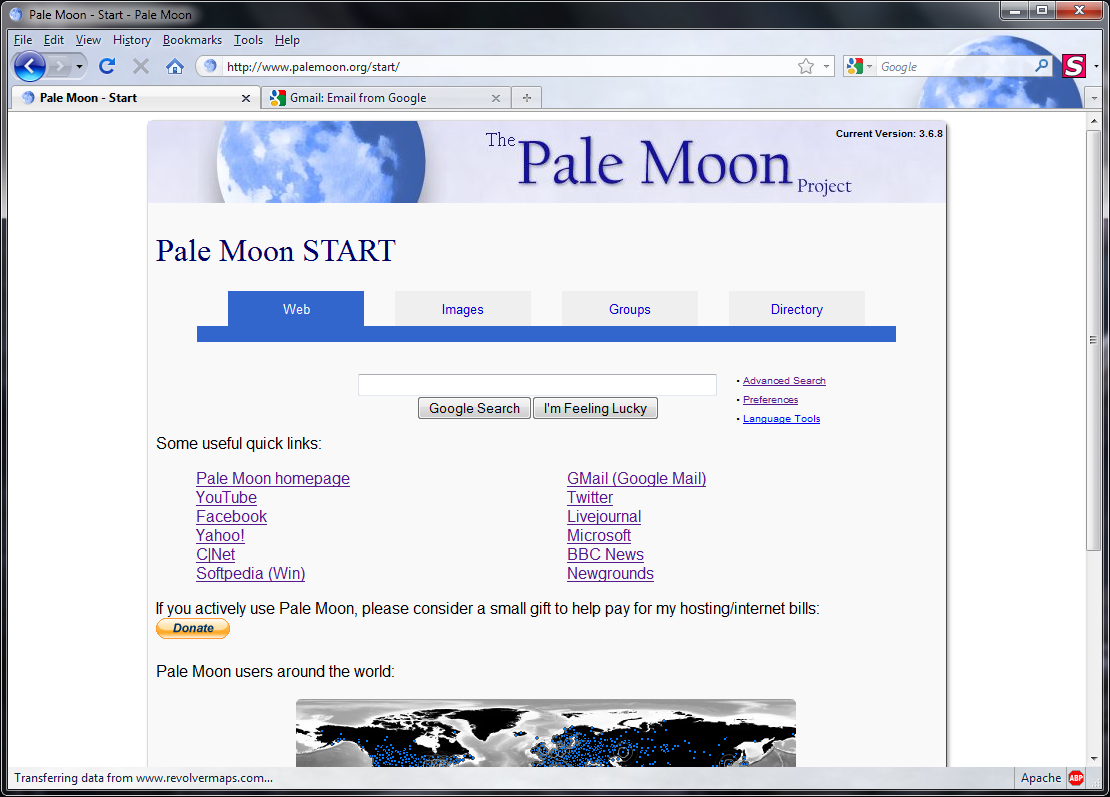 Pale Moon - Start - Pale Moon
File Edit View History Bookmarks Tools Help
http://www.palemoon.org/start/
Google
S
Pale Moon - Start
Gmail: Email from Google
The Pale Moon Project
Current Version: 3.6.8
Pale Moon START
Web Images Groups Directory
• Advanced Search
Google Search I'm Feeling Lucky
• Preferences
• Language Tools
Some useful quick links:
Pale Moon homepage GMail (Google Mail)
YouTube Twitter
Facebook Livejournal
Yahoo! Microsoft
C|Net BBC News
Softpedia (Win) Newgrounds
If you actively use Pale Moon, please consider a small gift to help pay for my hosting/internet bills:
Donate
Pale Moon users around the world:
Transferring data from www.revolvermaps.com...
Apache ABP